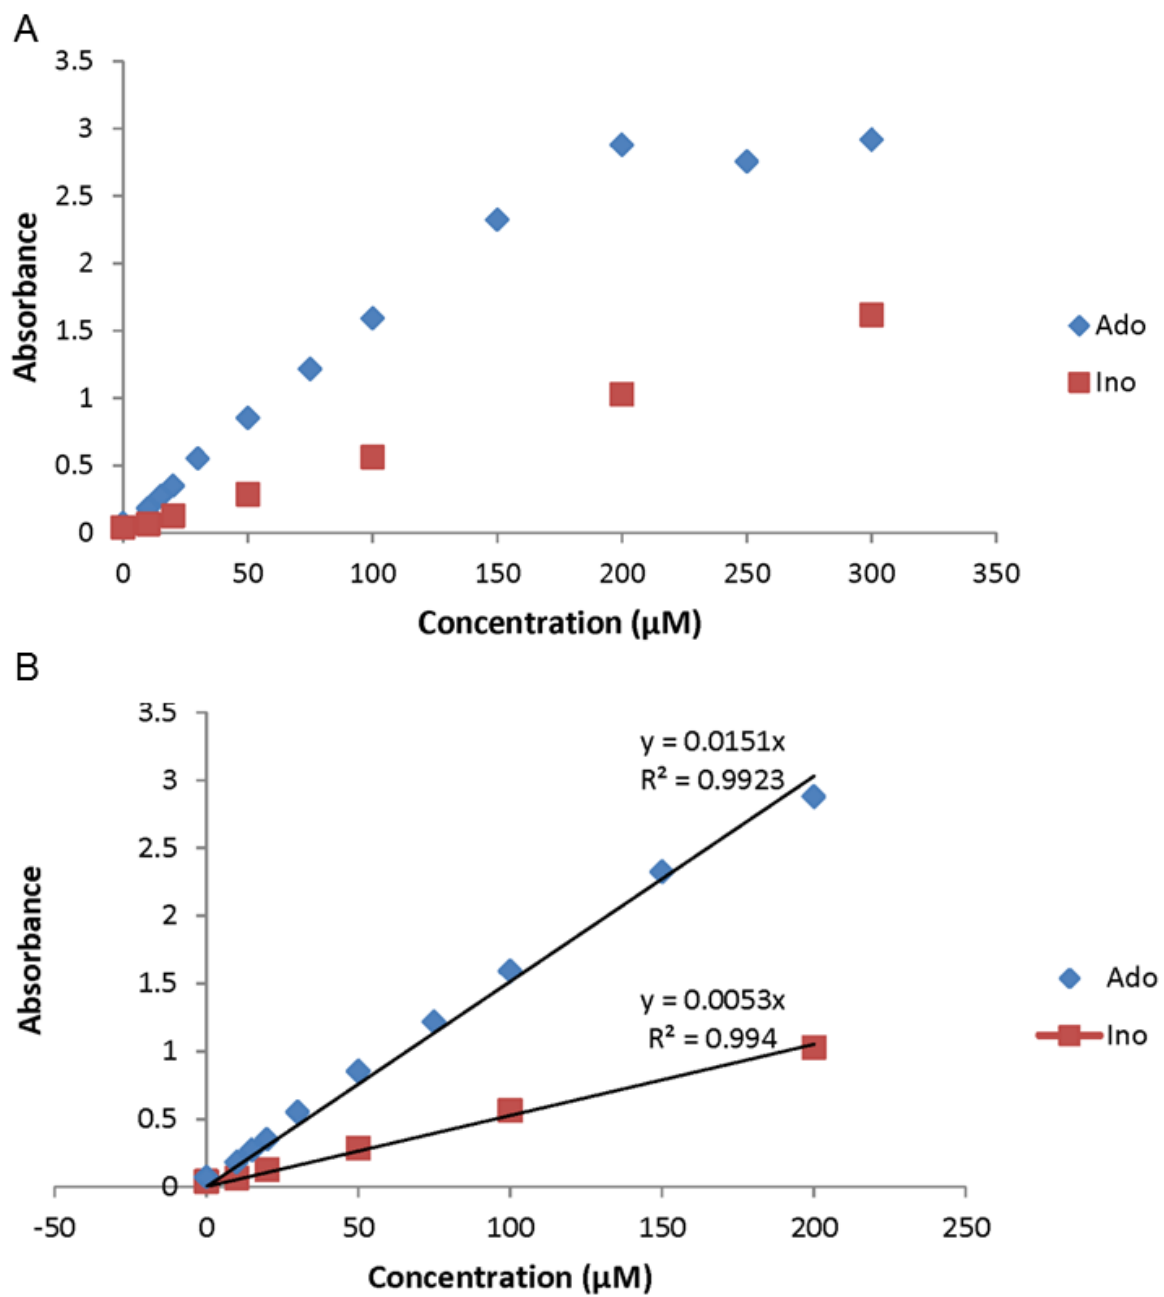 A
3.5
3
2.5
2
1.5
1
0.5
0
0 50 100 150 200 250 300 350
Absorbance
Concentration (µM)
Ado
Ino
B
3.5
3
2.5
2
1.5
1
0.5
0
-50 0 50 100 150 200 250
Absorbance
Concentration (µM)
y = 0.0151x
R² = 0.9923
y = 0.0053x
R² = 0.994
Ado
Ino